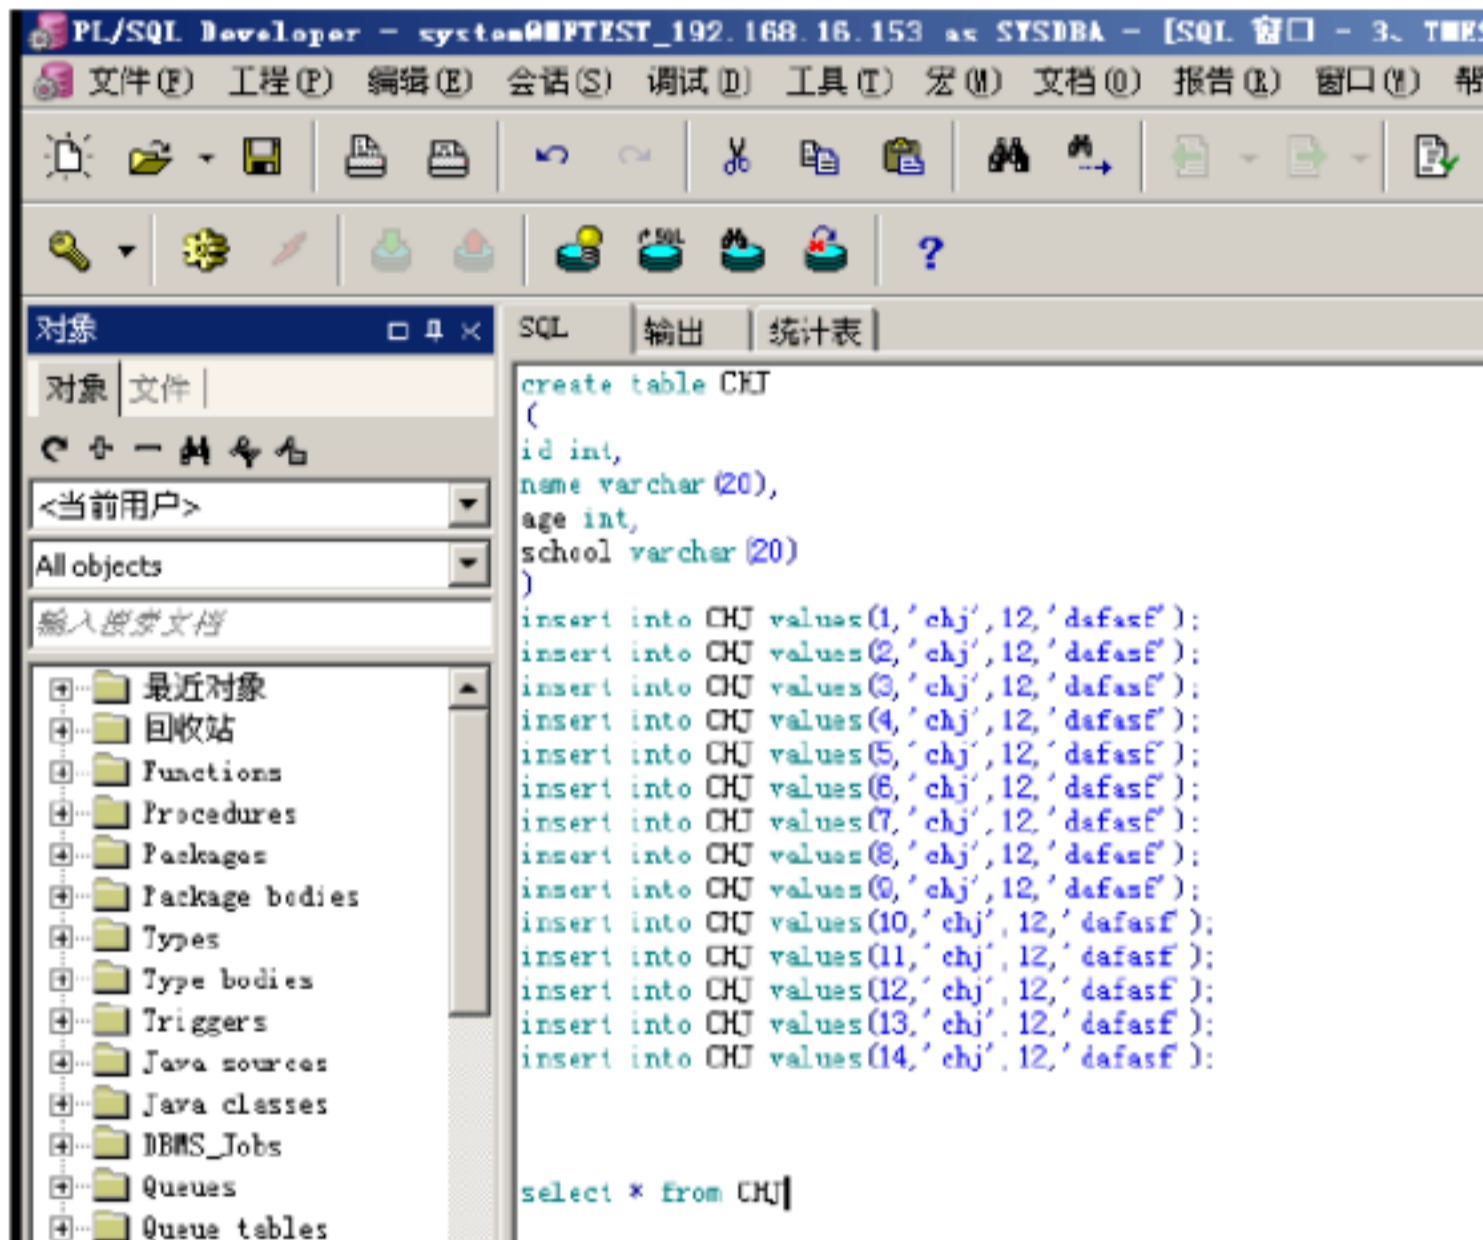 PL/SQL Developer - system@WFTEST_192.168.16.153 as SYSDBA - [SQL 窗口 - 3、
文件(F) 工程(P) 编辑(E) 会话(S) 调试(D) 工具(T) 宏(M) 文档(O) 报告(R) 窗口(W) 帮
对象
对象 文件
<当前用户>
All objects
输入搜索文档
最近对象
回收站
Functions
Procedures
Packages
Package bodies
Types
Type bodies
Triggers
Java sources
Java classes
DBMS_Jobs
Queues
Queue tables
SQL 输出 统计表
create table CHJ
(
id int,
name varchar(20),
age int,
school varchar(20)
)
insert into CHJ values(1,'chj',12,'dafasf');
insert into CHJ values(2,'chj',12,'dafasf');
insert into CHJ values(3,'chj',12,'dafasf');
insert into CHJ values(4,'chj',12,'dafasf');
insert into CHJ values(5,'chj',12,'dafasf');
insert into CHJ values(6,'chj',12,'dafasf');
insert into CHJ values(7,'chj',12,'dafasf');
insert into CHJ values(8,'chj',12,'dafasf');
insert into CHJ values(9,'chj',12,'dafasf');
insert into CHJ values(10,'chj',12,'dafasf');
insert into CHJ values(11,'chj',12,'dafasf');
insert into CHJ values(12,'chj',12,'dafasf');
insert into CHJ values(13,'chj',12,'dafasf');
insert into CHJ values(14,'chj',12,'dafasf');
select * from CHJ